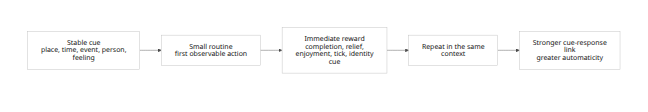 Stable cue
place, time, event, person,
feeling
Small routine
first observable action
Immediate reward
completion, relief,
enjoyment, tick, identity
cue
Repeat in the same
context
Stronger cue-response
link
greater automaticity